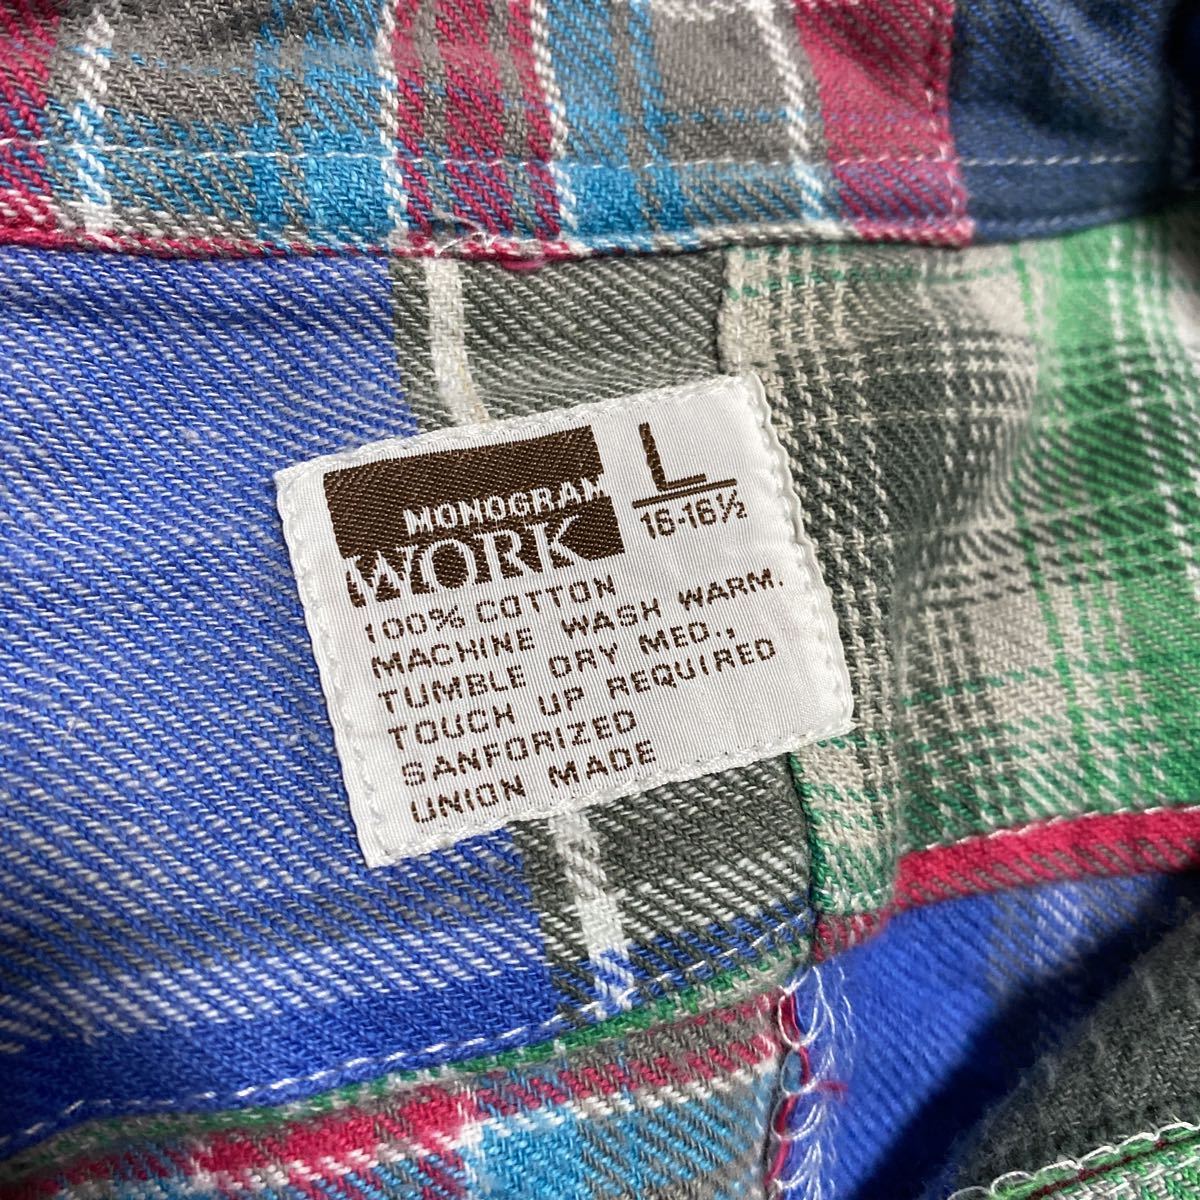 MONOGRAM
WORK
L
16-16½
100% COTTON
MACHINE WASH WARM.
TUMBLE DRY MED.,
TOUCH UP REQUIRED
SANFORIZED
UNION MADE